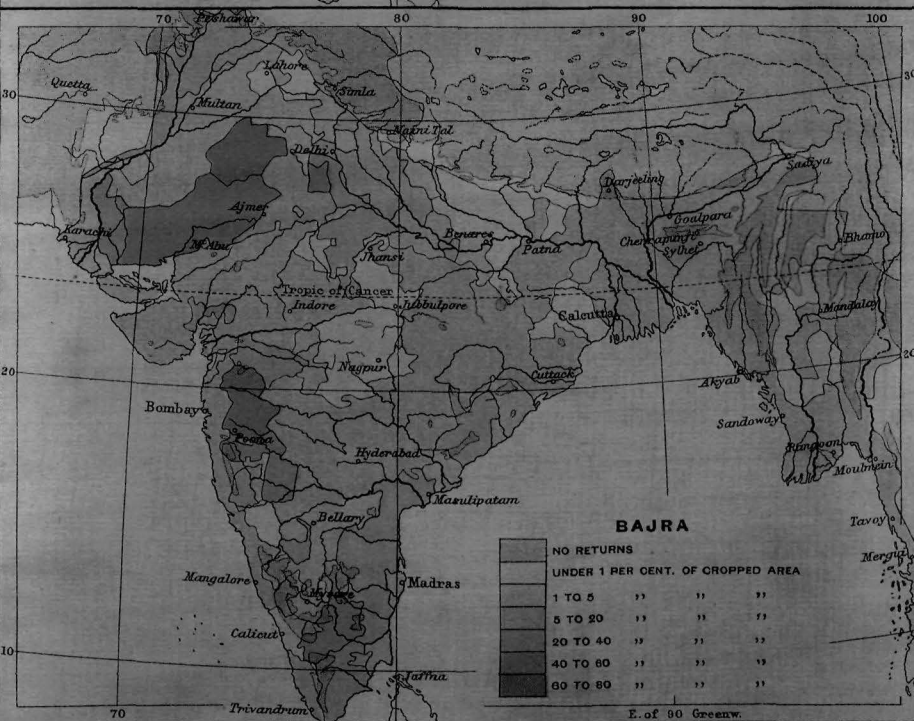 70 80 100
Peshawar
Lahore
Quetta
Simla
30 30
Multan
Naini Tal
Delhi
Sadiya
Darjeeling
Ajmer
Goalpara
Karachi
Benares
Cherrapunji
Bhamo
Mt. Abu
Patna
Sylhet
Jhansi
Tropic of Cancer
Indore
Jubbulpore
Mandalay
Calcutta
Nagpur
20 20
Cuttack
Akyab
Bombay
Sandoway
Poona
Rangoon
Hyderabad
Moulmein
Masulipatam
Bellary
BAJRA
Tavoy
NO RETURNS
Mergui
UNDER 1 PER CENT. OF CROPPED AREA
Mangalore
Madras
Mysore
1 TO 5 ,, ,, ,,
5 TO 20 ,, ,, ,,
Calicut
20 TO 40 ,, ,, ,,
10
40 TO 60 ,, ,, ,,
Jaffna
60 TO 80 ,, ,, ,,
Trivandrum
70
E. of 90 Greenw.